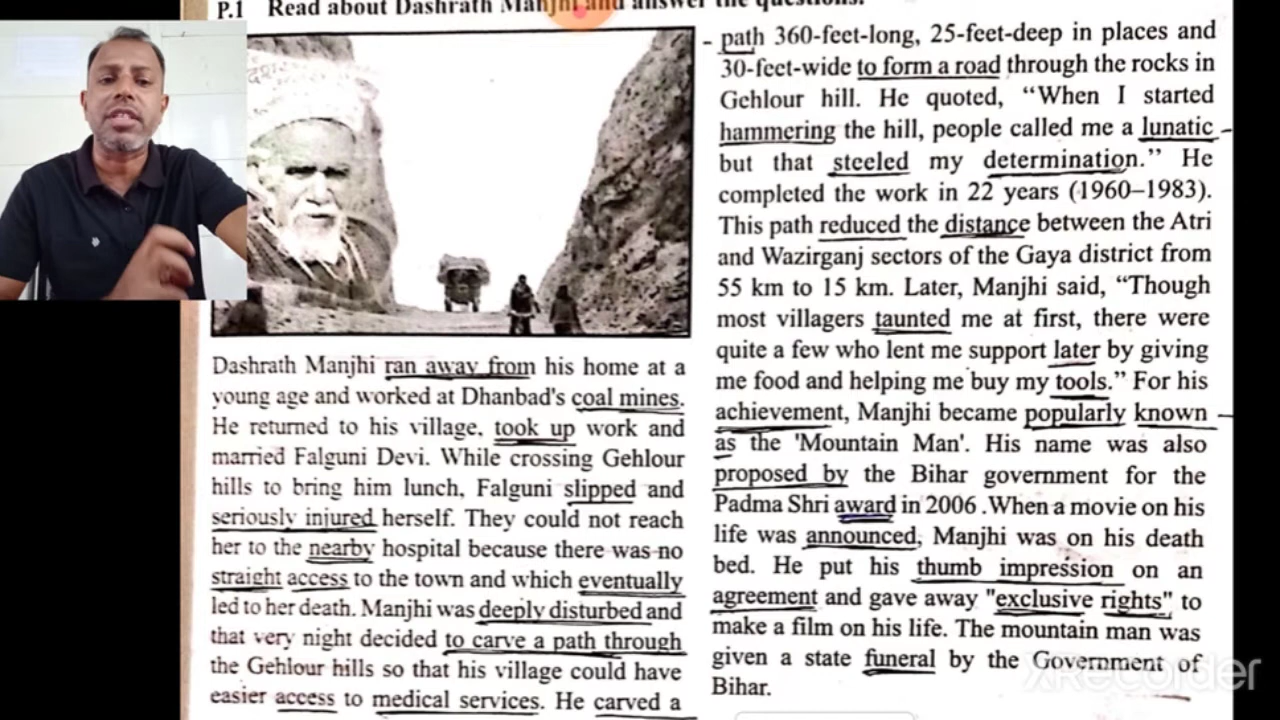 P.1 Read about Dashrath Manjhi and answer the questions.
Dashrath Manjhi ran away from his home at a
young age and worked at Dhanbad's coal mines.
He returned to his village, took up work and
married Falguni Devi. While crossing Gehlour
hills to bring him lunch, Falguni slipped and
seriously injured herself. They could not reach
her to the nearby hospital because there was no
straight access to the town and which eventually
led to her death. Manjhi was deeply disturbed and
that very night decided to carve a path through
the Gehlour hills so that his village could have
easier access to medical services. He carved a
path 360-feet-long, 25-feet-deep in places and
30-feet-wide to form a road through the rocks in
Gehlour hill. He quoted, “When I started
hammering the hill, people called me a lunatic
but that steeled my determination.” He
completed the work in 22 years (1960–1983).
This path reduced the distance between the Atri
and Wazirganj sectors of the Gaya district from
55 km to 15 km. Later, Manjhi said, “Though
most villagers taunted me at first, there were
quite a few who lent me support later by giving
me food and helping me buy my tools.” For his
achievement, Manjhi became popularly known
as the 'Mountain Man'. His name was also
proposed by the Bihar government for the
Padma Shri award in 2006 .When a movie on his
life was announced, Manjhi was on his death
bed. He put his thumb impression on an
agreement and gave away "exclusive rights" to
make a film on his life. The mountain man was
given a state funeral by the Government of
Bihar.
XRecorder